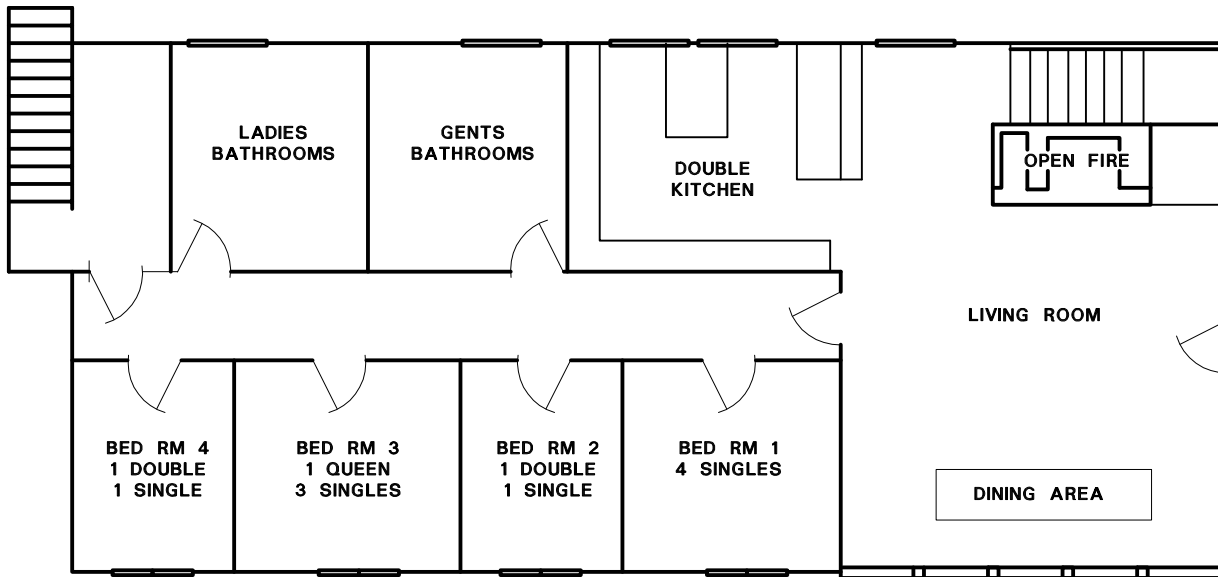 LADIES
BATHROOMS
GENTS
BATHROOMS
DOUBLE
KITCHEN
OPEN FIRE
LIVING ROOM
BED RM 4
1 DOUBLE
1 SINGLE
BED RM 3
1 QUEEN
3 SINGLES
BED RM 2
1 DOUBLE
1 SINGLE
BED RM 1
4 SINGLES
DINING AREA